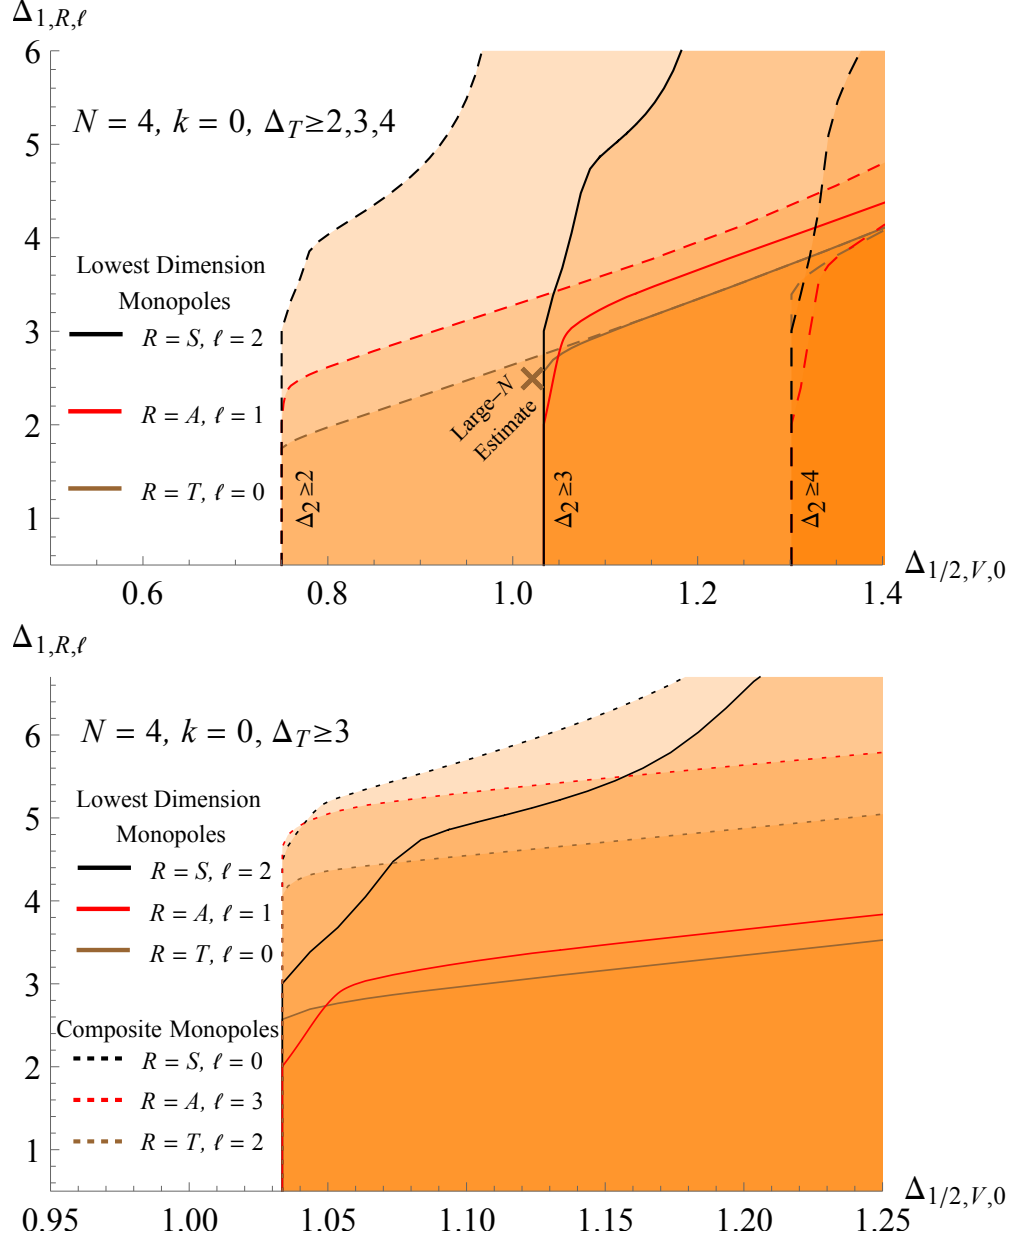 Δ1,R,ℓ
6
N = 4, k = 0, ΔT≥2,3,4
5
4
Lowest Dimension
Monopoles
R = S, ℓ = 2
3
R = A, ℓ = 1
2
R = T, ℓ = 0
1
Large–N
Estimate
Δ2≥2
Δ2≥3
Δ2≥4
0.6
0.8
1.0
1.2
1.4
Δ1/2,V,0
Δ1,R,ℓ
6
N = 4, k = 0, ΔT≥3
5
Lowest Dimension
Monopoles
R = S, ℓ = 2
4
R = A, ℓ = 1
R = T, ℓ = 0
3
Composite Monopoles
R = S, ℓ = 0
2
R = A, ℓ = 3
R = T, ℓ = 2
1
0.95
1.00
1.05
1.10
1.15
1.20
1.25
Δ1/2,V,0